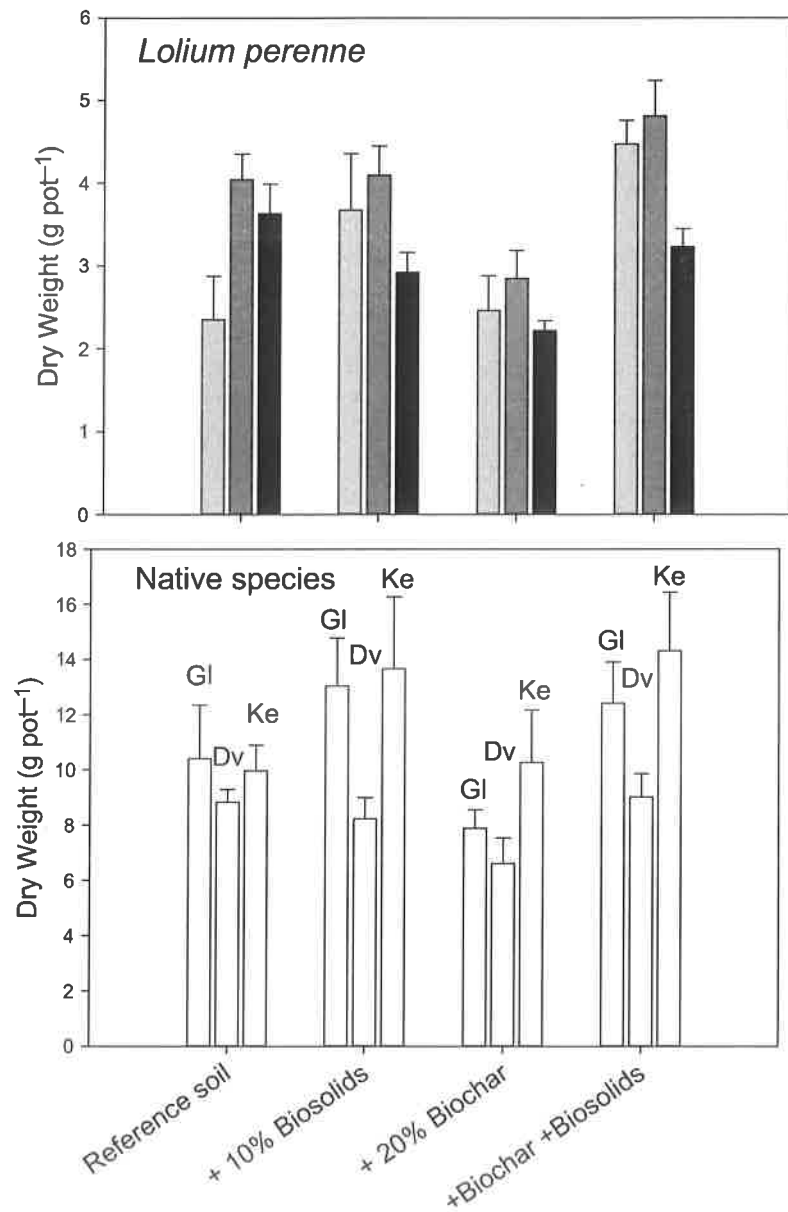 Lolium perenne
Dry Weight (g pot⁻¹)
6
5
4
3
2
1
0
Native species
Dry Weight (g pot⁻¹)
18
16
14
12
10
8
6
4
2
0
Gl
Dv
Ke
Gl
Dv
Ke
Gl
Dv
Ke
Gl
Dv
Ke
Reference soil
+ 10% Biosolids
+ 20% Biochar
+Biochar +Biosolids